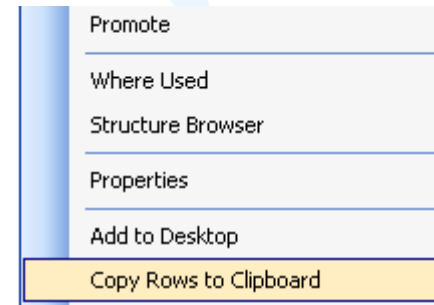 Promote
Where Used
Structure Browser
Properties
Add to Desktop
Copy Rows to Clipboard